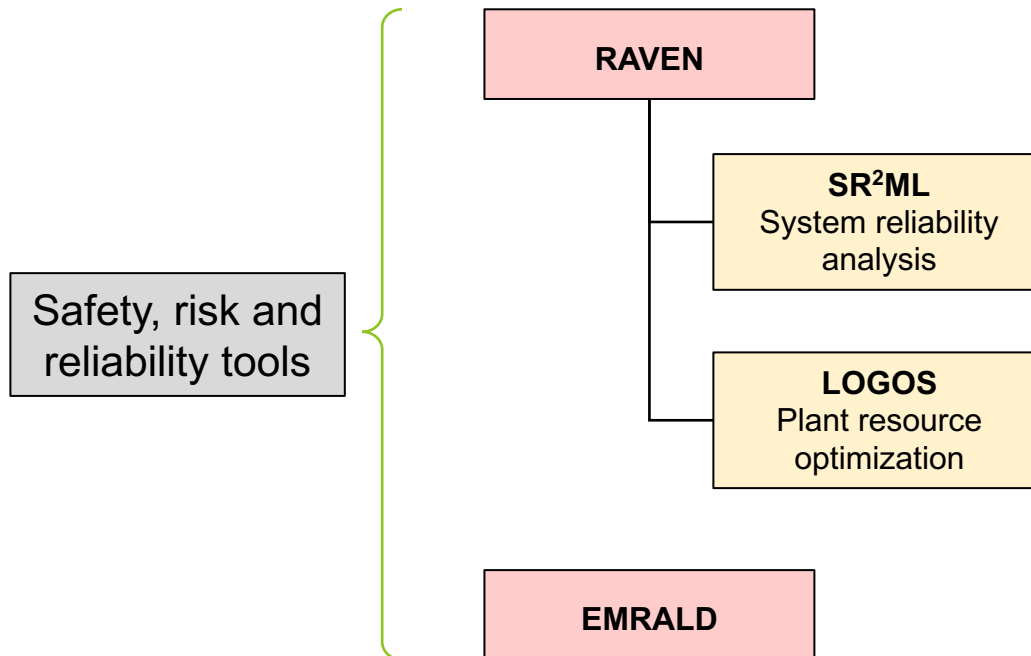 RAVEN
SR²ML
System reliability
analysis
Safety, risk and
reliability tools
LOGOS
Plant resource
optimization
EMRALD